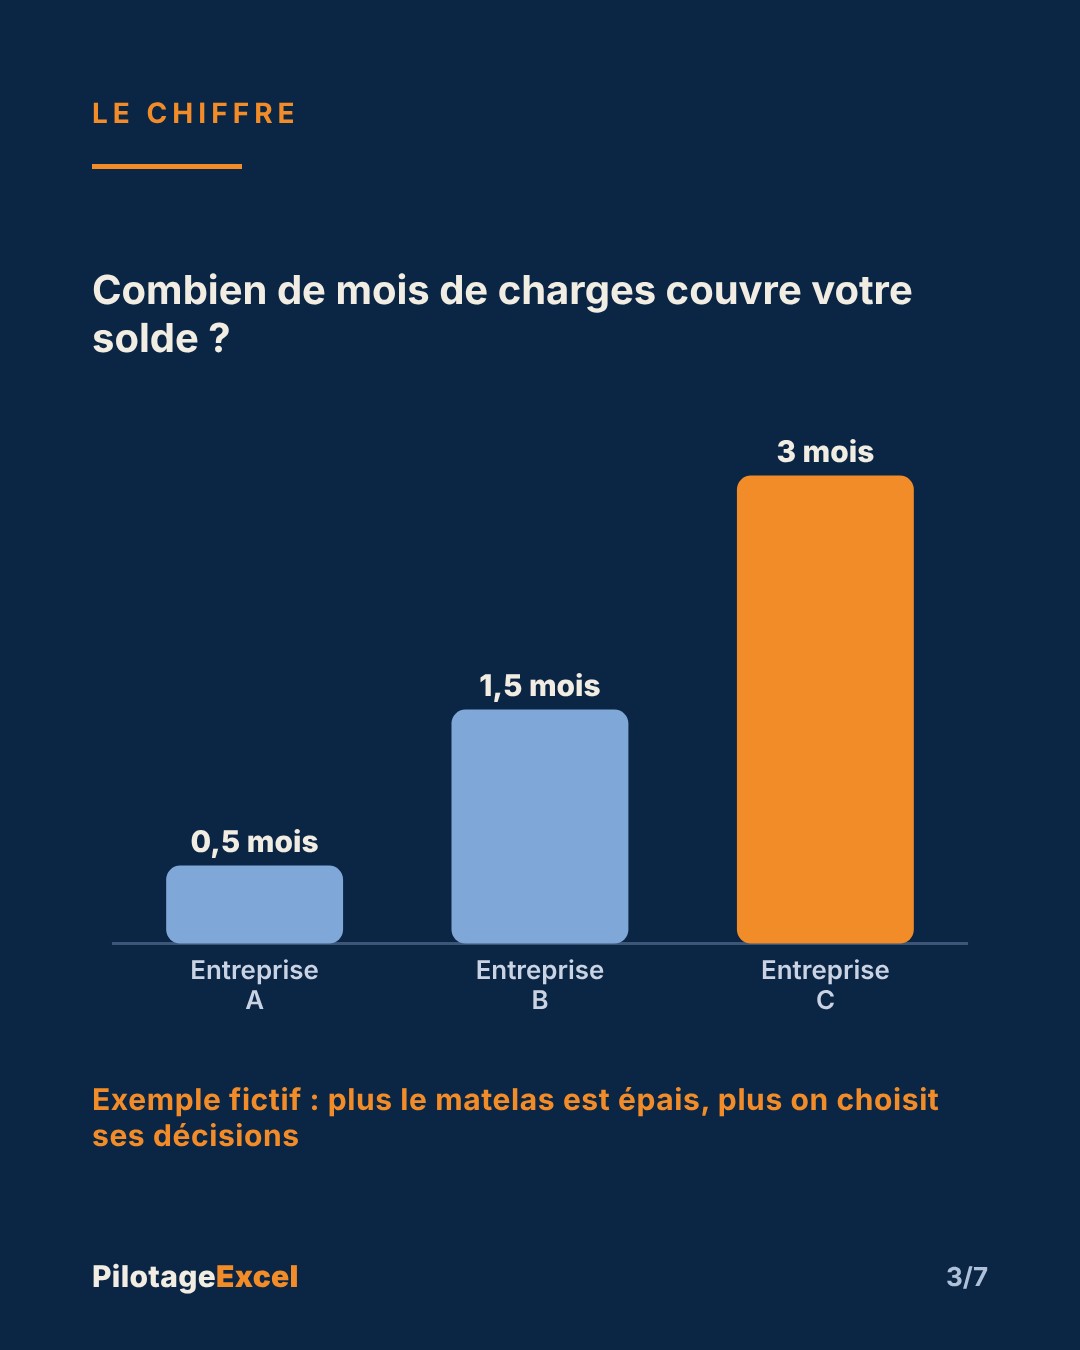 LE CHIFFRE
Combien de mois de charges couvre votre
solde ?
3 mois
1,5 mois
0,5 mois
Entreprise
A
Entreprise
B
Entreprise
C
Exemple fictif : plus le matelas est épais, plus on choisit
ses décisions
PilotageExcel
3/7